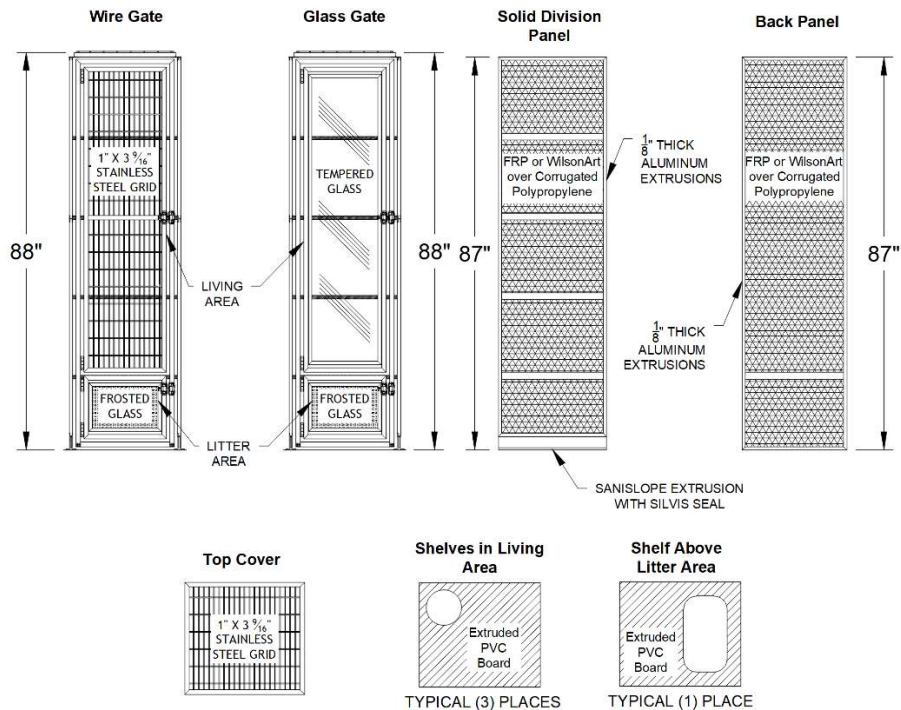 Wire Gate
Glass Gate
Solid Division
Panel
Back Panel
88"
1" X 3 9/16"
STAINLESS
STEEL GRID
TEMPERED
GLASS
LIVING
AREA
FROSTED
GLASS
FROSTED
GLASS
LITTER
AREA
88"
87"
FRP or WilsonArt
over Corrugated
Polypropylene
1/8" THICK
ALUMINUM
EXTRUSIONS
FRP or WilsonArt
over Corrugated
Polypropylene
1/8" THICK
ALUMINUM
EXTRUSIONS
87"
SANISLOPE EXTRUSION
WITH SILVIS SEAL
Top Cover
1" X 3 9/16"
STAINLESS
STEEL GRID
Shelves in Living
Area
Extruded
PVC
Board
TYPICAL (3) PLACES
Shelf Above
Litter Area
Extruded
PVC
Board
TYPICAL (1) PLACE